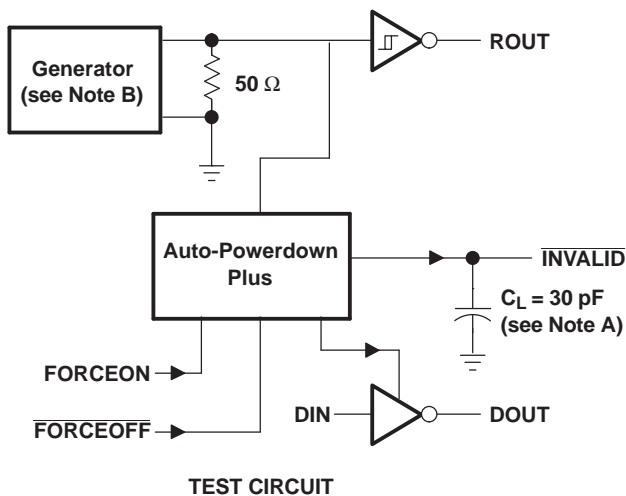 ROUT
Generator
(see Note B)
50 Ω
Auto-Powerdown
Plus
INVALID
CL = 30 pF
(see Note A)
FORCEON
DIN
DOUT
FORCEOFF
TEST CIRCUIT